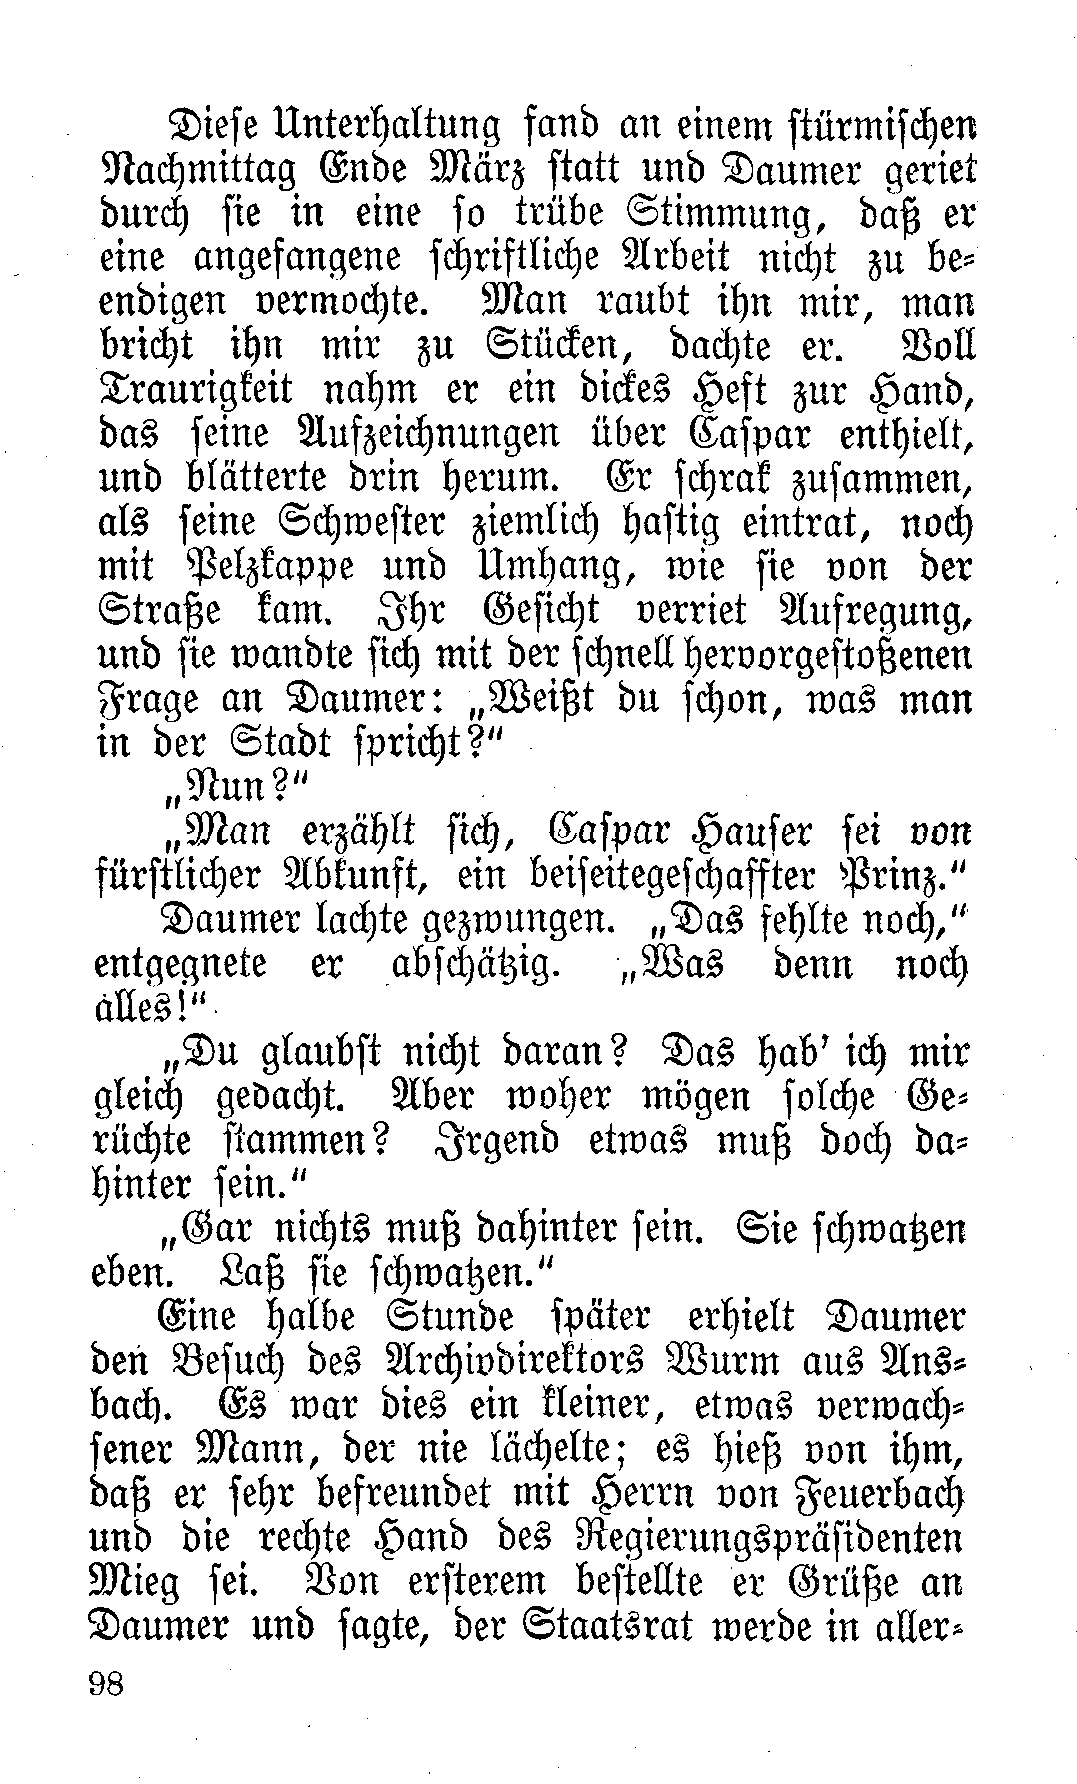 Diese Unterhaltung fand an einem stürmischen
Nachmittag Ende März statt und Daumer geriet
durch sie in eine so trübe Stimmung, daß er
eine angefangene schriftliche Arbeit nicht zu be-
endigen vermochte. Man raubt ihn mir, man
bricht ihn mir zu Stücken, dachte er. Voll
Traurigkeit nahm er ein dickes Heft zur Hand,
das seine Aufzeichnungen über Caspar enthielt,
und blätterte drin herum. Er schrak zusammen,
als seine Schwester ziemlich hastig eintrat, noch
mit Pelzkappe und Umhang, wie sie von der
Straße kam. Ihr Gesicht verriet Aufregung,
und sie wandte sich mit der schnell hervorgestoßenen
Frage an Daumer: „Weißt du schon, was man
in der Stadt spricht?“
„Nun?“
„Man erzählt sich, Caspar Hauser sei von
fürstlicher Abkunft, ein beiseitegeschaffter Prinz.“
Daumer lachte gezwungen. „Das fehlte noch,“
entgegnete er abschätzig. „Was denn noch
alles!“
„Du glaubst nicht daran? Das hab’ ich mir
gleich gedacht. Aber woher mögen solche Ge-
rüchte stammen? Irgend etwas muß doch da-
hinter sein.“
„Gar nichts muß dahinter sein. Sie schwatzen
eben. Laß sie schwatzen.“
Eine halbe Stunde später erhielt Daumer
den Besuch des Archivdirektors Wurm aus Ans-
bach. Es war dies ein kleiner, etwas verwach-
sener Mann, der nie lächelte; es hieß von ihm,
daß er sehr befreundet mit Herrn von Feuerbach
und die rechte Hand des Regierungspräsidenten
Mieg sei. Von ersterem bestellte er Grüße an
Daumer und sagte, der Staatsrat werde in aller-
98